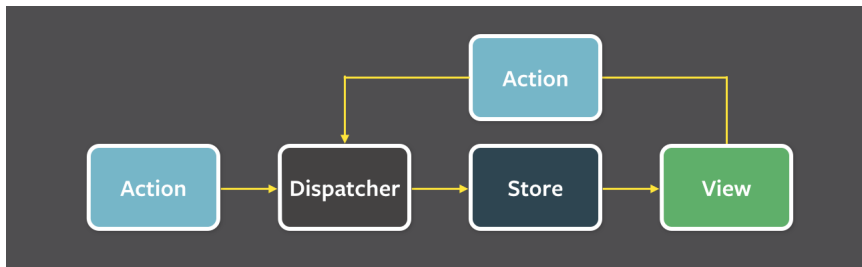 Action
Action
Dispatcher
Store
View